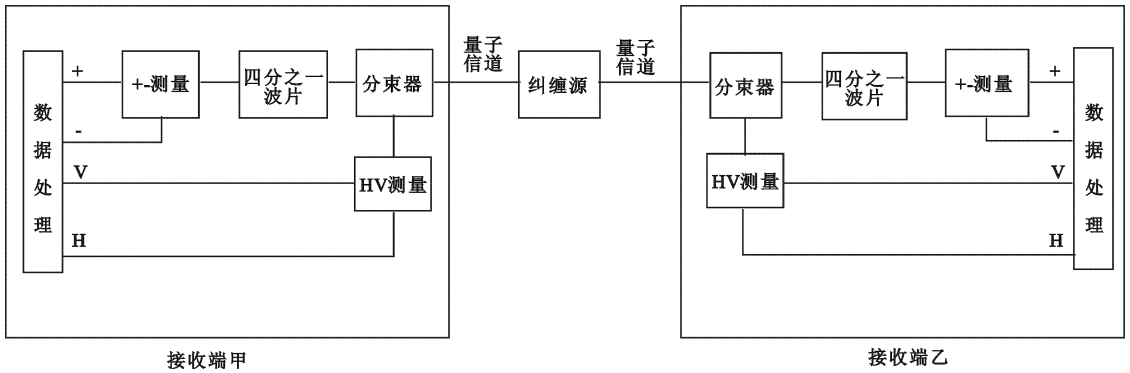 +
+-测量
四分之一
波片
分束器
量子
信道
纠缠源
量子
信道
分束器
四分之一
波片
+-测量
+
数据处理
-
V
HV测量
H
HV测量
-
V
H
数据处理
接收端甲
接收端乙